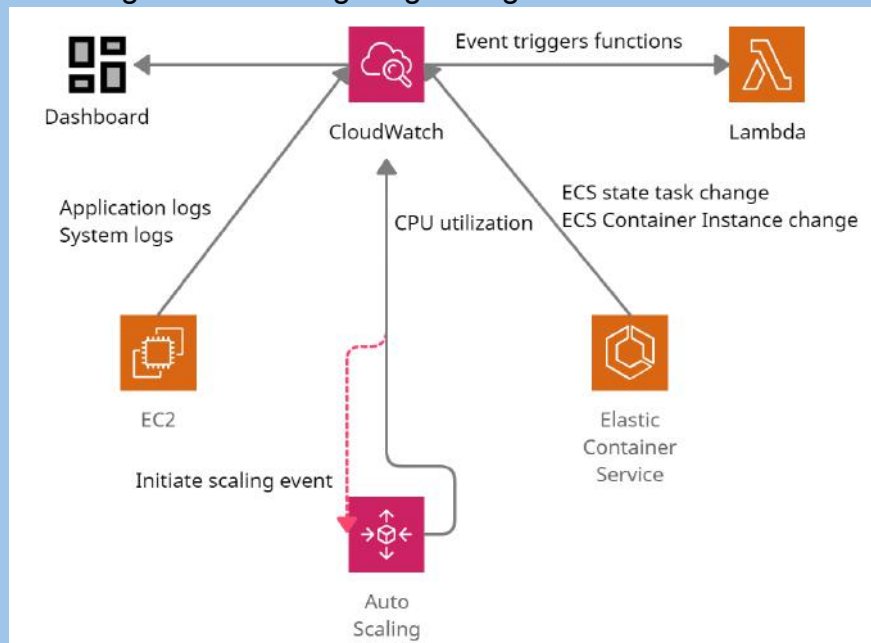 Event triggers functions
Dashboard
CloudWatch
Lambda
Application logs
System logs
CPU utilization
ECS state task change
ECS Container Instance change
EC2
Elastic
Container
Service
Initiate scaling event
Auto
Scaling